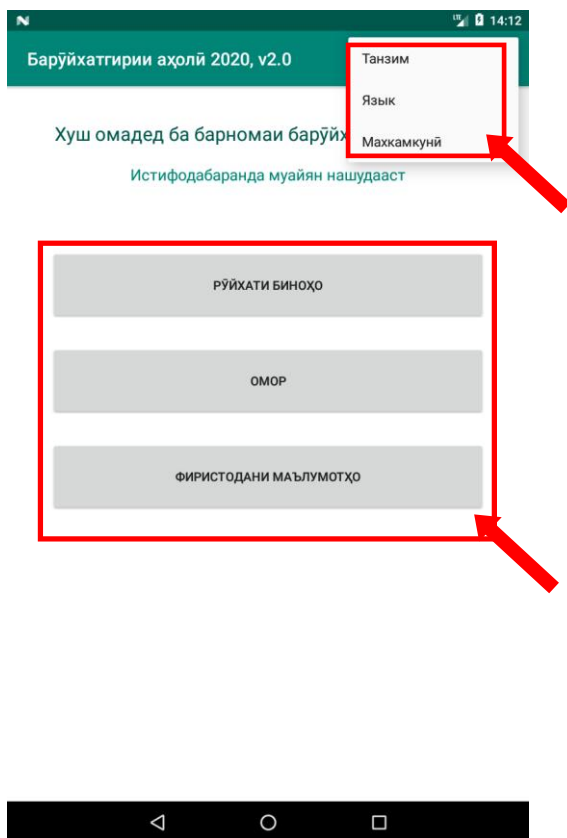 14:12
Барӯйхатгирии аҳолӣ 2020, v2.0
Танзим
Язык
Махкамкунӣ
Хуш омадед ба барномаи барӯйх
Истифодабаранда муайян нашудааст
РӮЙХАТИ БИНОҲО
ОМОР
ФИРИСТОДАНИ МАЪЛУМОТҲО